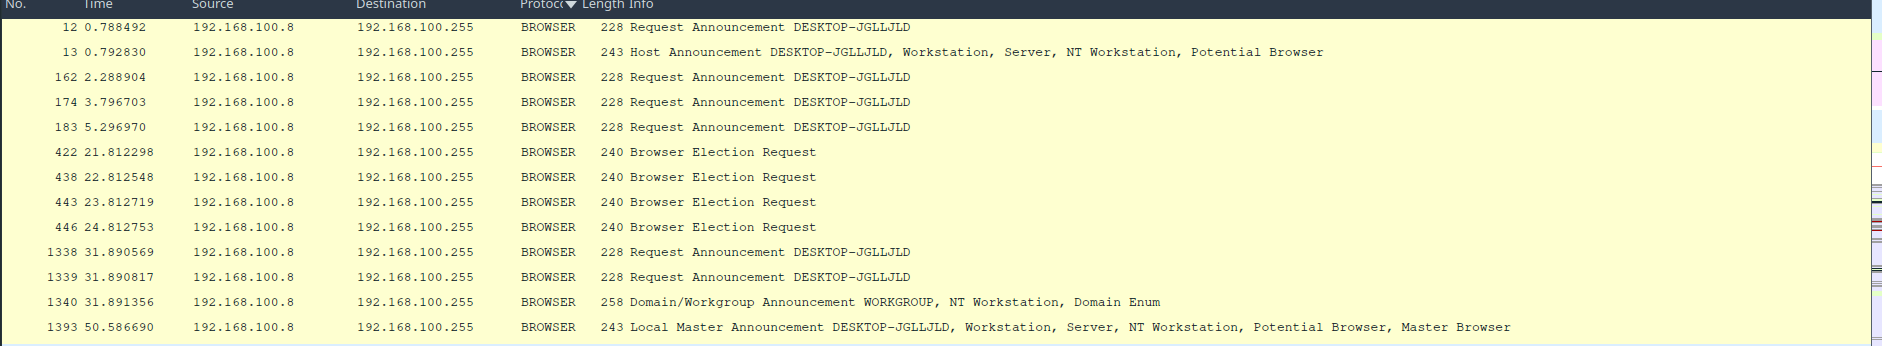 No. Time Source Destination Protoco Length Info
12 0.788492 192.168.100.8 192.168.100.255 BROWSER 228 Request Announcement DESKTOP-JGLLJLD
13 0.792830 192.168.100.8 192.168.100.255 BROWSER 243 Host Announcement DESKTOP-JGLLJLD, Workstation, Server, NT Workstation, Potential Browser
162 2.288904 192.168.100.8 192.168.100.255 BROWSER 228 Request Announcement DESKTOP-JGLLJLD
174 3.796703 192.168.100.8 192.168.100.255 BROWSER 228 Request Announcement DESKTOP-JGLLJLD
183 5.296970 192.168.100.8 192.168.100.255 BROWSER 228 Request Announcement DESKTOP-JGLLJLD
422 21.812298 192.168.100.8 192.168.100.255 BROWSER 240 Browser Election Request
438 22.812548 192.168.100.8 192.168.100.255 BROWSER 240 Browser Election Request
443 23.812719 192.168.100.8 192.168.100.255 BROWSER 240 Browser Election Request
446 24.812753 192.168.100.8 192.168.100.255 BROWSER 240 Browser Election Request
1338 31.890569 192.168.100.8 192.168.100.255 BROWSER 228 Request Announcement DESKTOP-JGLLJLD
1339 31.890817 192.168.100.8 192.168.100.255 BROWSER 228 Request Announcement DESKTOP-JGLLJLD
1340 31.891356 192.168.100.8 192.168.100.255 BROWSER 258 Domain/Workgroup Announcement WORKGROUP, NT Workstation, Domain Enum
1393 50.586690 192.168.100.8 192.168.100.255 BROWSER 243 Local Master Announcement DESKTOP-JGLLJLD, Workstation, Server, NT Workstation, Potential Browser, Master Browser